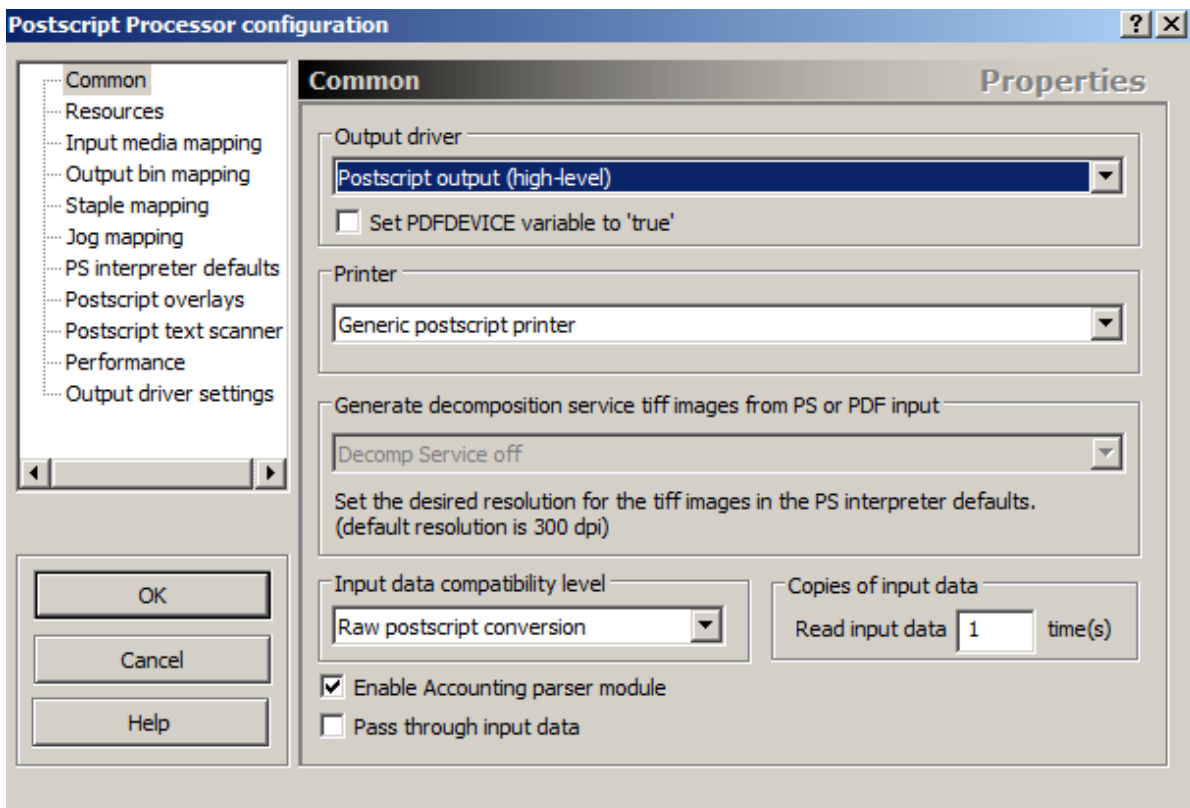 Postscript Processor configuration
Common
Resources
Input media mapping
Output bin mapping
Staple mapping
Jog mapping
PS interpreter defaults
Postscript overlays
Postscript text scanner
Performance
Output driver settings
OK
Cancel
Help
Common Properties
Output driver
Postscript output (high-level)
Set PDFDEVICE variable to 'true'
Printer
Generic postscript printer
Generate decomposition service tiff images from PS or PDF input
Decomp Service off
Set the desired resolution for the tiff images in the PS interpreter defaults.
(default resolution is 300 dpi)
Input data compatibility level
Raw postscript conversion
Copies of input data
Read input data 1 time(s)
Enable Accounting parser module
Pass through input data